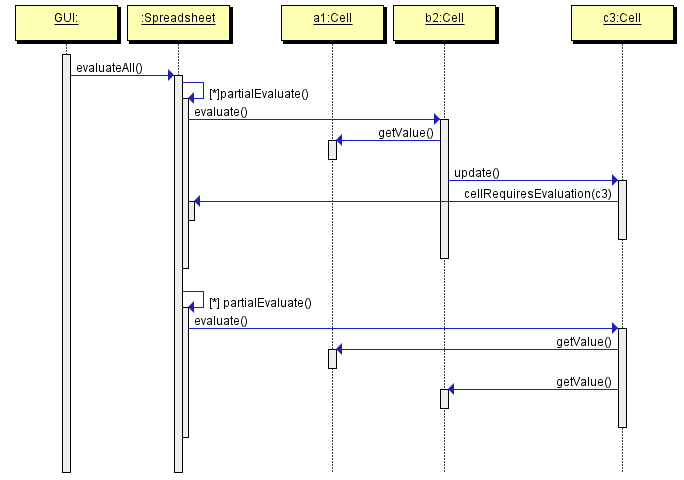 GUI: :Spreadsheet a1:Cell b2:Cell c3:Cell
evaluateAll()
[*]partialEvaluate()
evaluate()
getValue()
update()
cellRequiresEvaluation(c3)
[*] partialEvaluate()
evaluate()
getValue()
getValue()